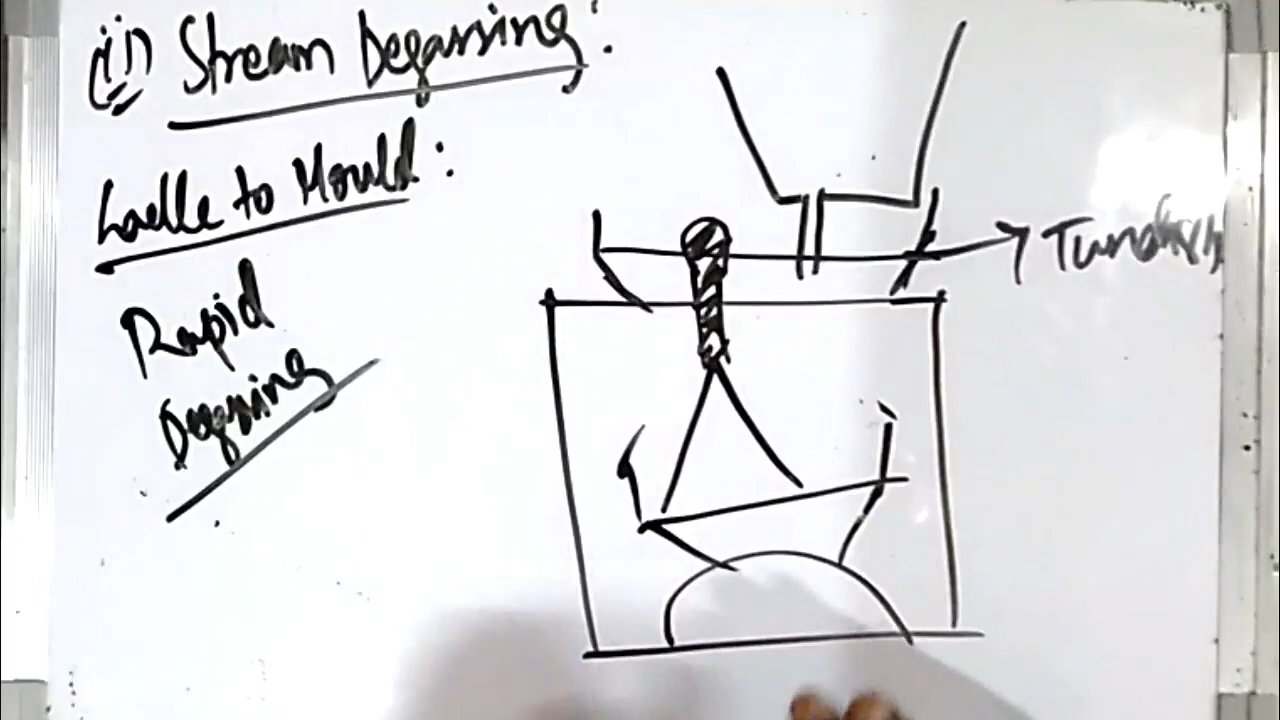 (ii) Stream Degassing:
Ladle to Mould:
Rapid
Degassing
Tundish